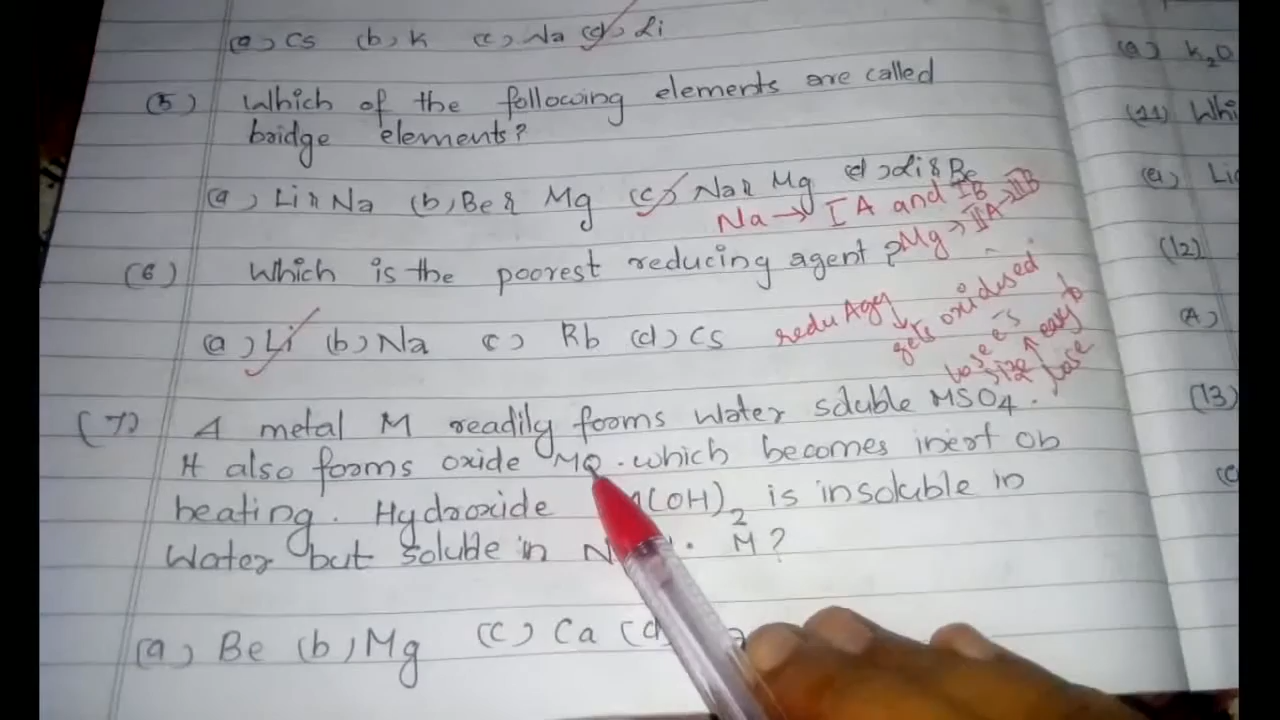 (a) Cs (b) K (c) Na (d) Li
(5) Which of the following elements are called
bridge elements?
(a) Li & Na (b) Be & Mg (c) Na & Mg (d) Li & Be
Na → IA and IB
Mg → IIA > IIB
(6) Which is the poorest reducing agent ?
(a) Li (b) Na (c) Rb (d) Cs
redu Agen
gets oxidused
lose e⁻s
size ↑ easy to
lose
(7) A metal M readily forms water soluble MSO4.
It also forms oxide MO. which becomes inert on
heating. Hydroxide (OH)2 is insoluble in
water but soluble in M?
(a) Be (b) Mg (c) Ca (d)
(a) K2O
(11) Whi
(a) Li
(12)
(A)
(13)
(c